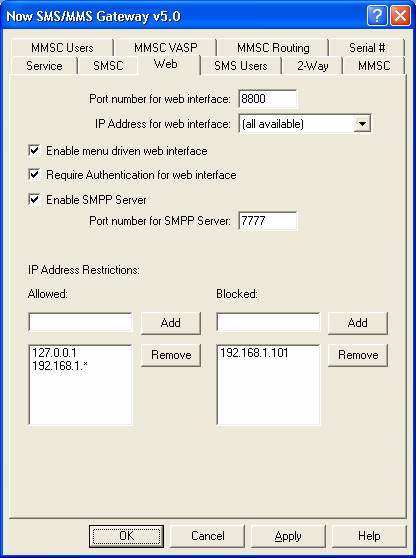 Now SMS/MMS Gateway v5.0
MMSC Users MMSC VASP MMSC Routing Serial #
Service SMSC Web SMS Users 2-Way MMSC
Port number for web interface: 8800
IP Address for web interface: (all available)
Enable menu driven web interface
Require Authentication for web interface
Enable SMPP Server
Port number for SMPP Server: 7777
IP Address Restrictions:
Allowed: Blocked:
Add Add
127.0.0.1 Remove 192.168.1.101 Remove
192.168.1.*
OK Cancel Apply Help